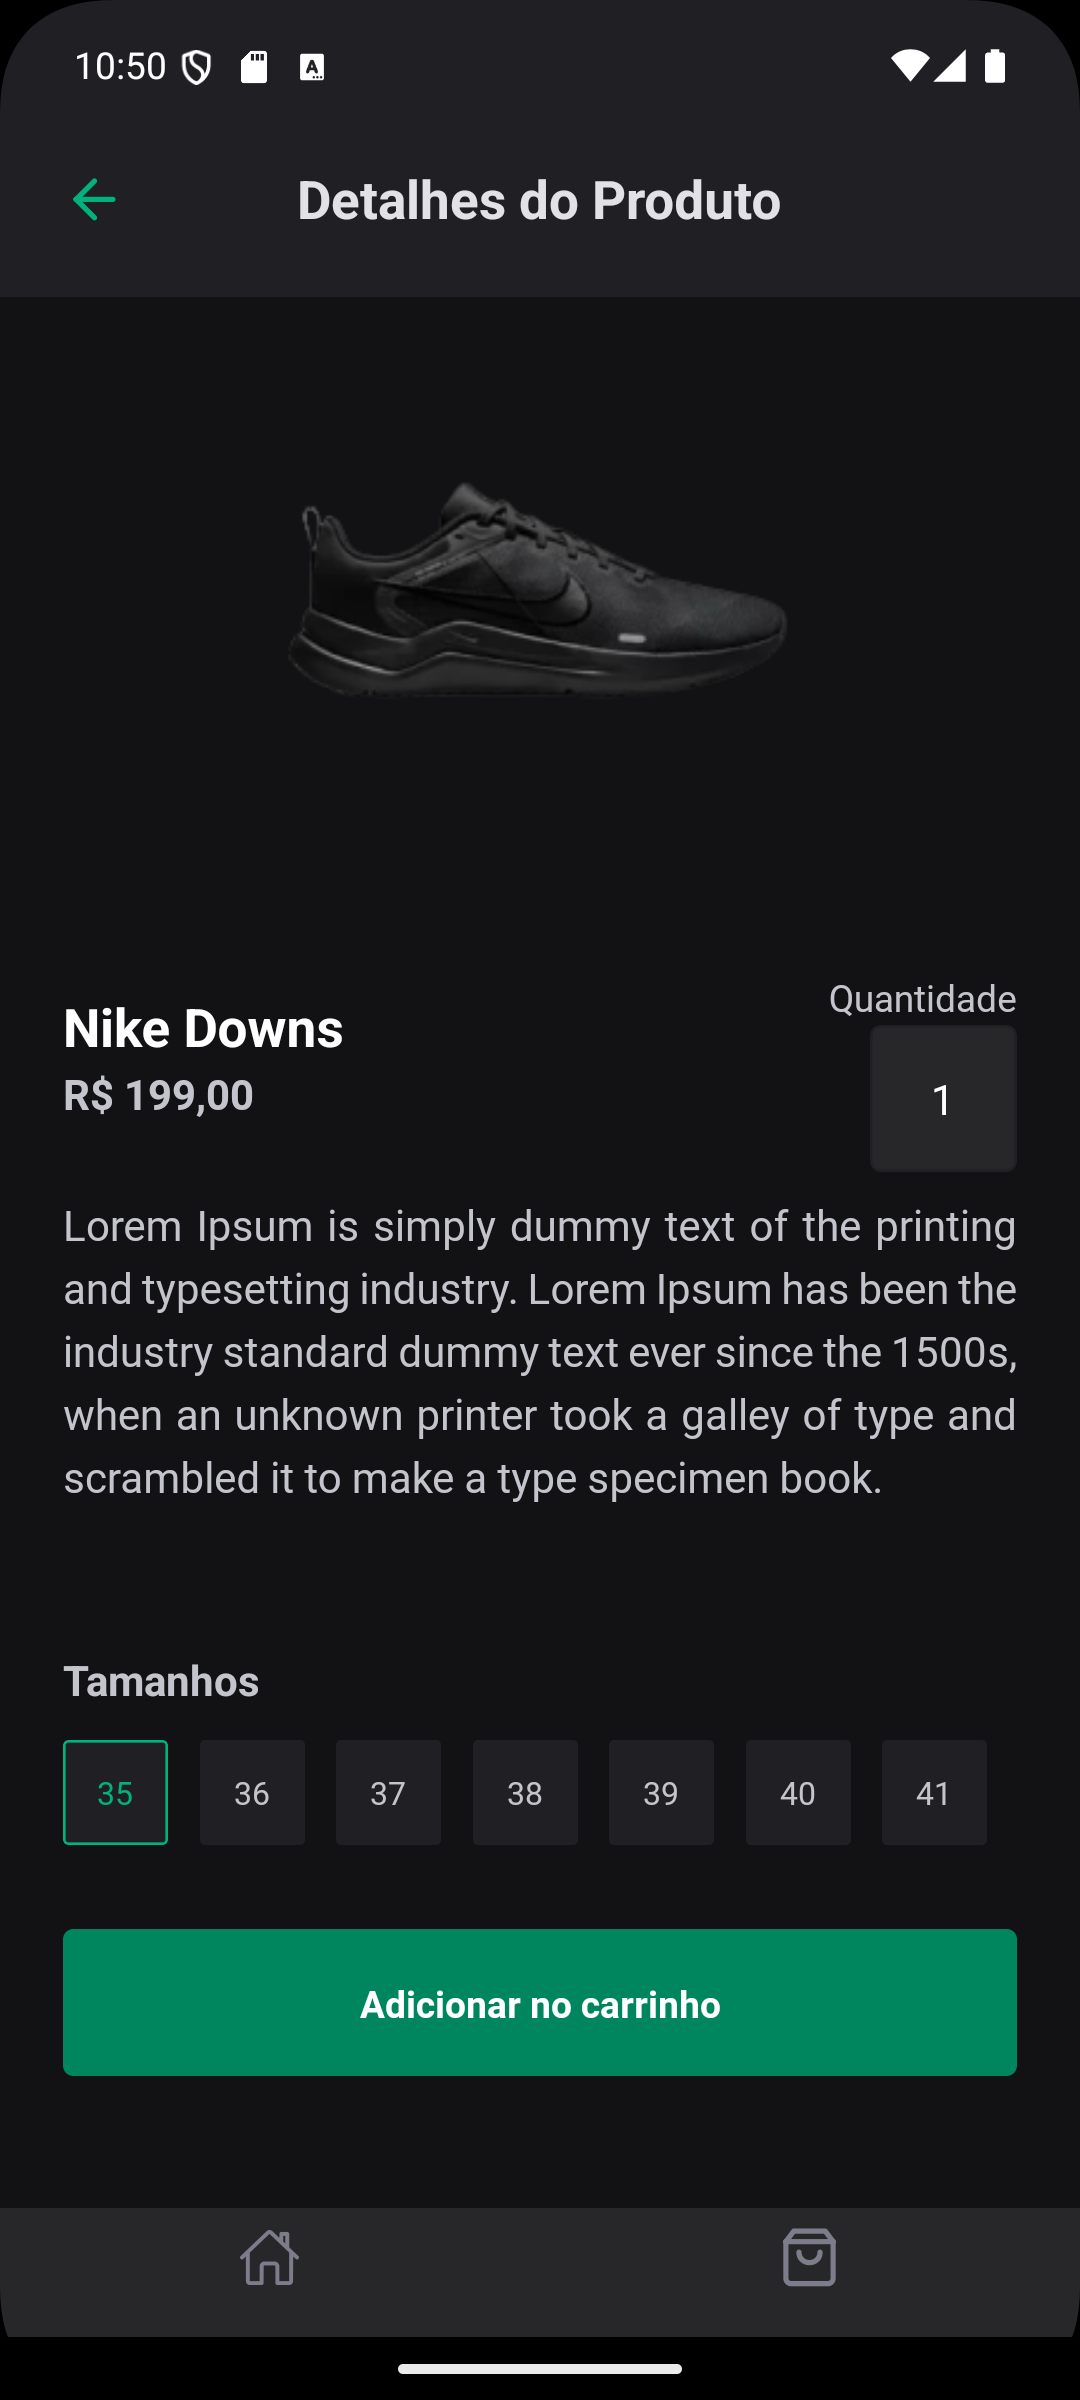 10:50
Detalhes do Produto
Quantidade
Nike Downs
R$ 199,00
1
Lorem Ipsum is simply dummy text of the printing
and typesetting industry. Lorem Ipsum has been the
industry standard dummy text ever since the 1500s,
when an unknown printer took a galley of type and
scrambled it to make a type specimen book.
Tamanhos
35 36 37 38 39 40 41
Adicionar no carrinho